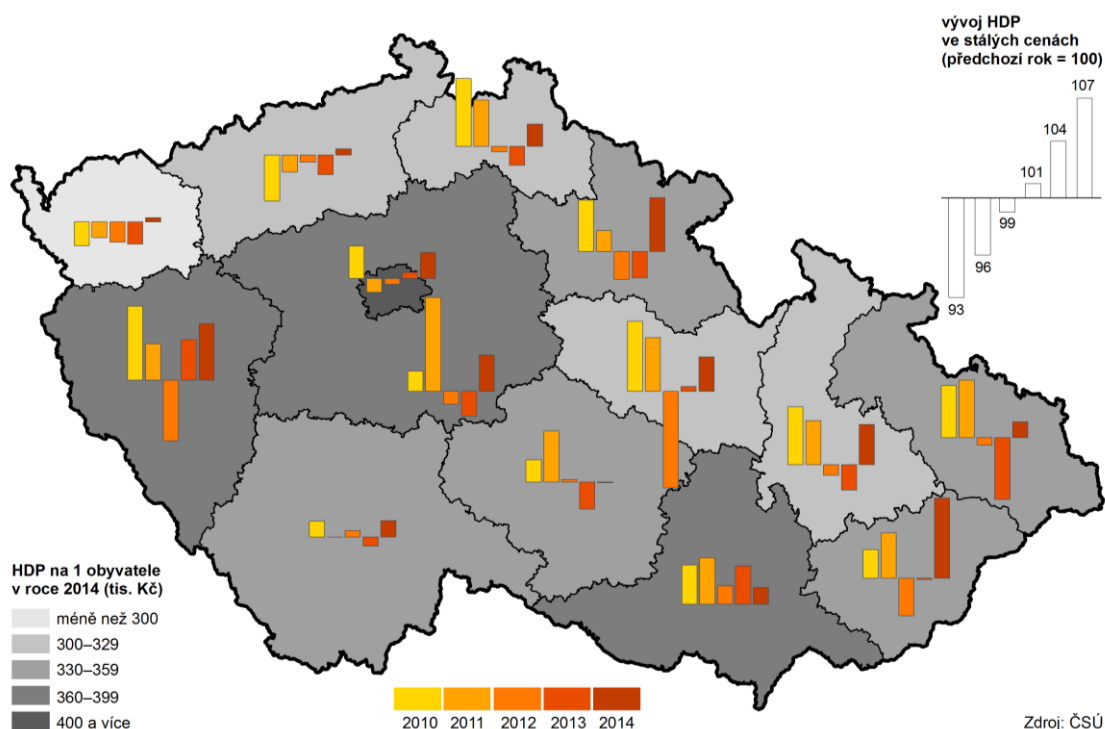 vývoj HDP
ve stálých cenách
(předchozí rok = 100)
107
104
101
99
96
93
HDP na 1 obyvatele
v roce 2014 (tis. Kč)
méně než 300
300–329
330–359
360–399
400 a více
2010 2011 2012 2013 2014
Zdroj: ČSÚ